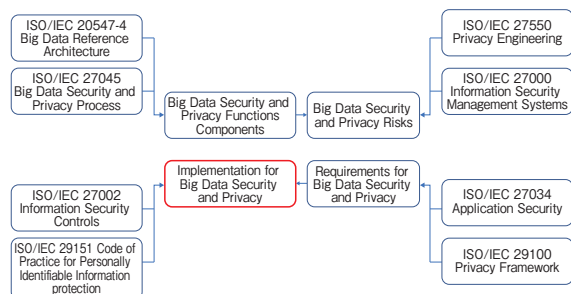 ISO/IEC 20547-4
Big Data Reference
Architecture
ISO/IEC 27045
Big Data Security and
Privacy Process
Big Data Security and
Privacy Functions
Components
Big Data Security
and Privacy Risks
ISO/IEC 27550
Privacy Engineering
ISO/IEC 27000
Information Security
Management Systems
Implementation for
Big Data Security
and Privacy
Requirements for
Big Data Security
and Privacy
ISO/IEC 27002
Information Security
Controls
ISO/IEC 29151 Code of
Practice for Personally
Identifiable Information
protection
ISO/IEC 27034
Application Security
ISO/IEC 29100
Privacy Framework